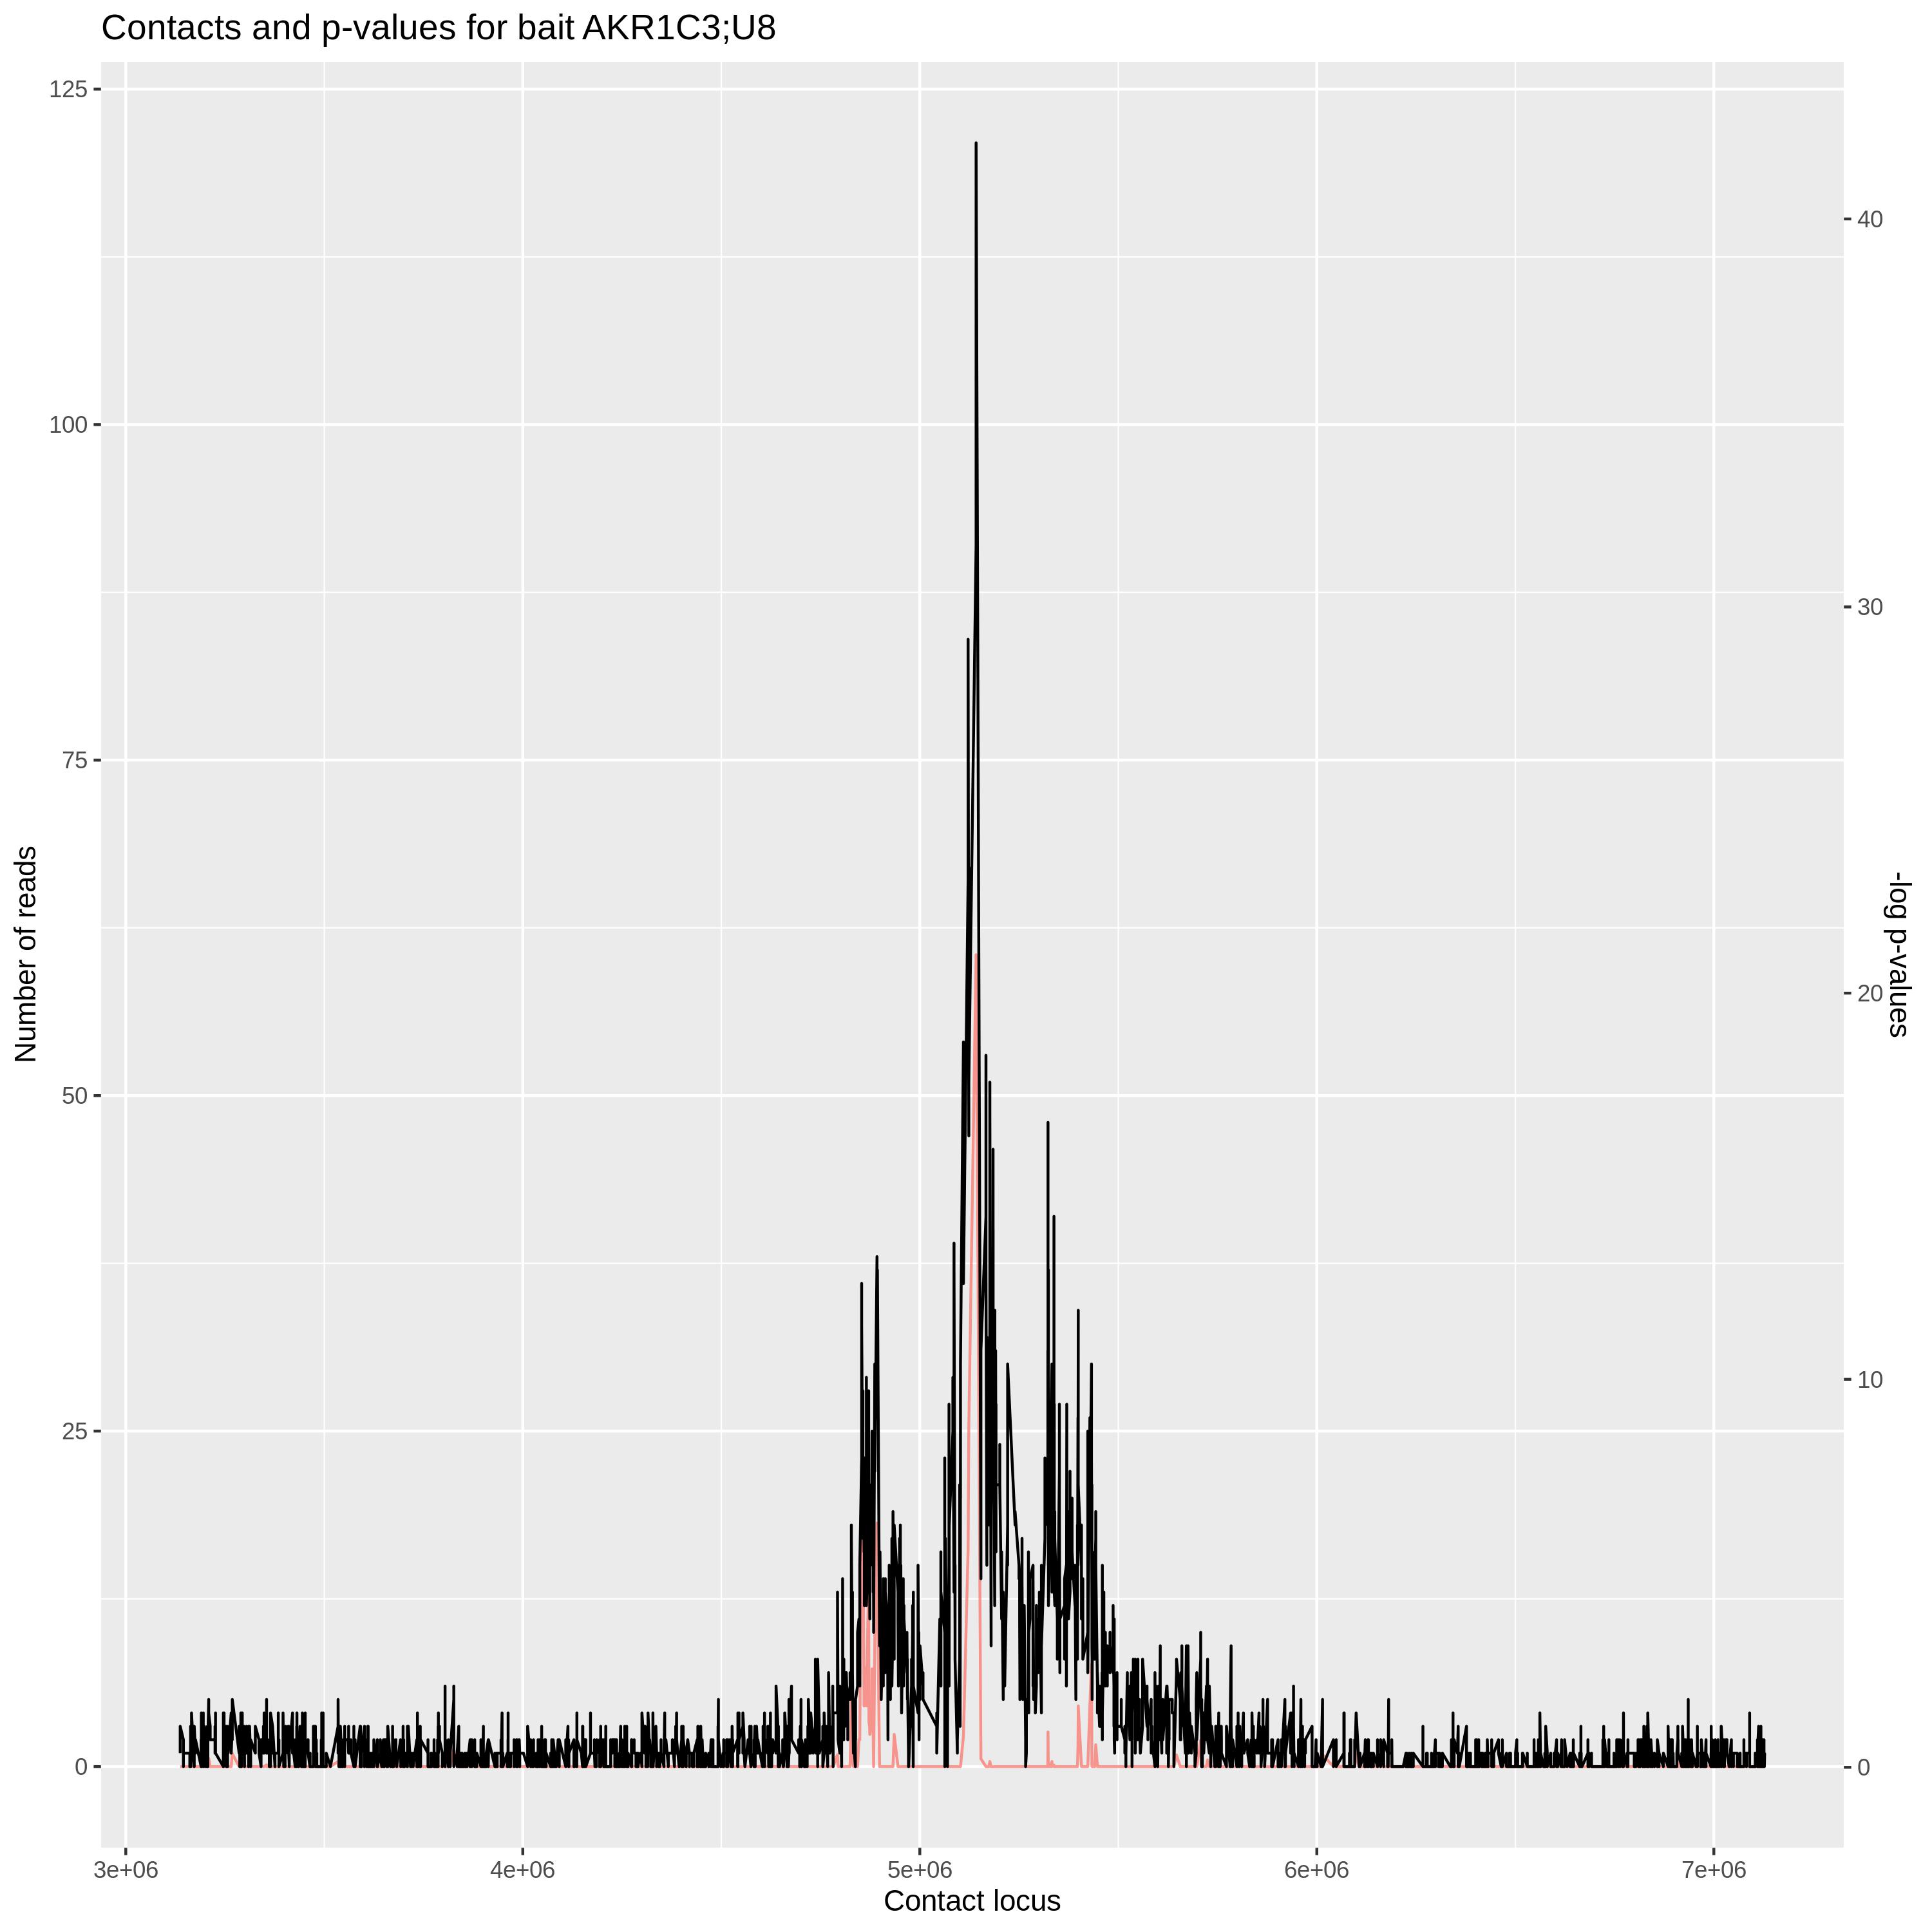 Contacts and p-values for bait AKR1C3;U8
125
100
75
50
25
0
Number of reads
40
30
20
10
0
-log p-values
3e+06 4e+06 5e+06 6e+06 7e+06
Contact locus